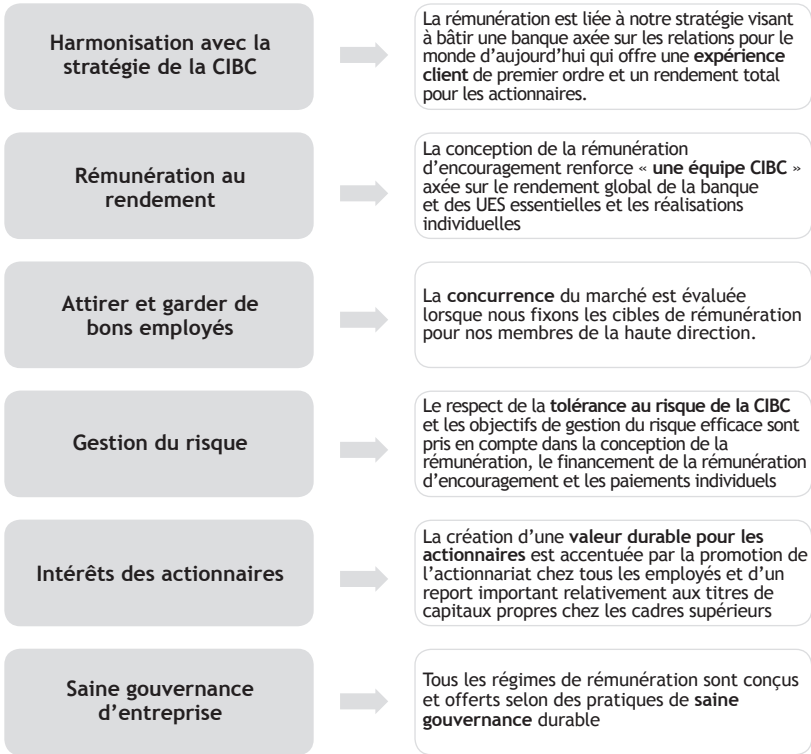 Harmonisation avec la
stratégie de la CIBC
La rémunération est liée à notre stratégie visant
à bâtir une banque axée sur les relations pour le
monde d’aujourd’hui qui offre une expérience
client de premier ordre et un rendement total
pour les actionnaires.
Rémunération au
rendement
La conception de la rémunération
d’encouragement renforce « une équipe CIBC »
axée sur le rendement global de la banque
et des UES essentielles et les réalisations
individuelles
Attirer et garder de
bons employés
La concurrence du marché est évaluée
lorsque nous fixons les cibles de rémunération
pour nos membres de la haute direction.
Gestion du risque
Le respect de la tolérance au risque de la CIBC
et les objectifs de gestion du risque efficace sont
pris en compte dans la conception de la
rémunération, le financement de la rémunération
d’encouragement et les paiements individuels
Intérêts des actionnaires
La création d’une valeur durable pour les
actionnaires est accentuée par la promotion de
l’actionnariat chez tous les employés et d’un
report important relativement aux titres de
capitaux propres chez les cadres supérieurs
Saine gouvernance
d’entreprise
Tous les régimes de rémunération sont conçus
et offerts selon des pratiques de saine
gouvernance durable